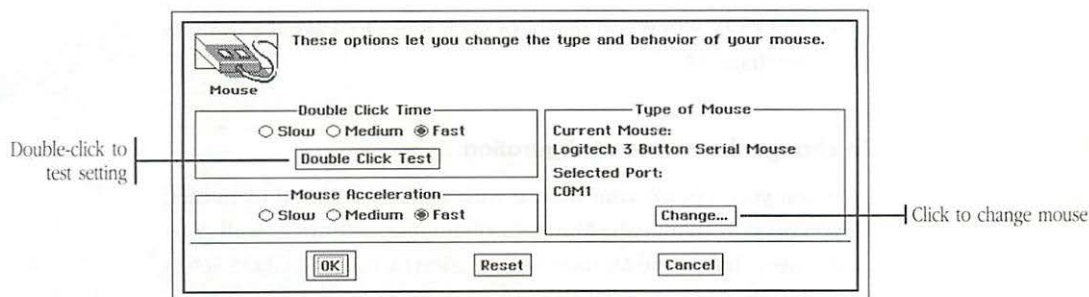 These options let you change the type and behavior of your mouse.
Mouse
Double Click Time
Slow Medium Fast
Double Click Test
Mouse Acceleration
Slow Medium Fast
Type of Mouse
Current Mouse:
Logitech 3 Button Serial Mouse
Selected Port:
COM1
Change...
OK Reset Cancel
Double-click to
test setting
Click to change mouse